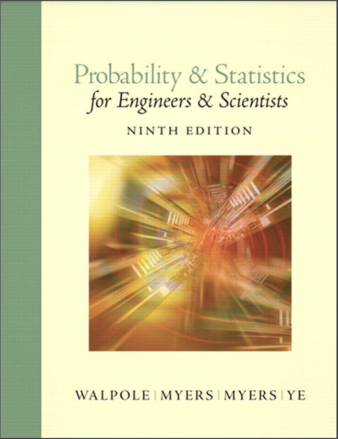 Probability & Statistics
for Engineers & Scientists
NINTH EDITION
WALPOLE | MYERS | MYERS | YE